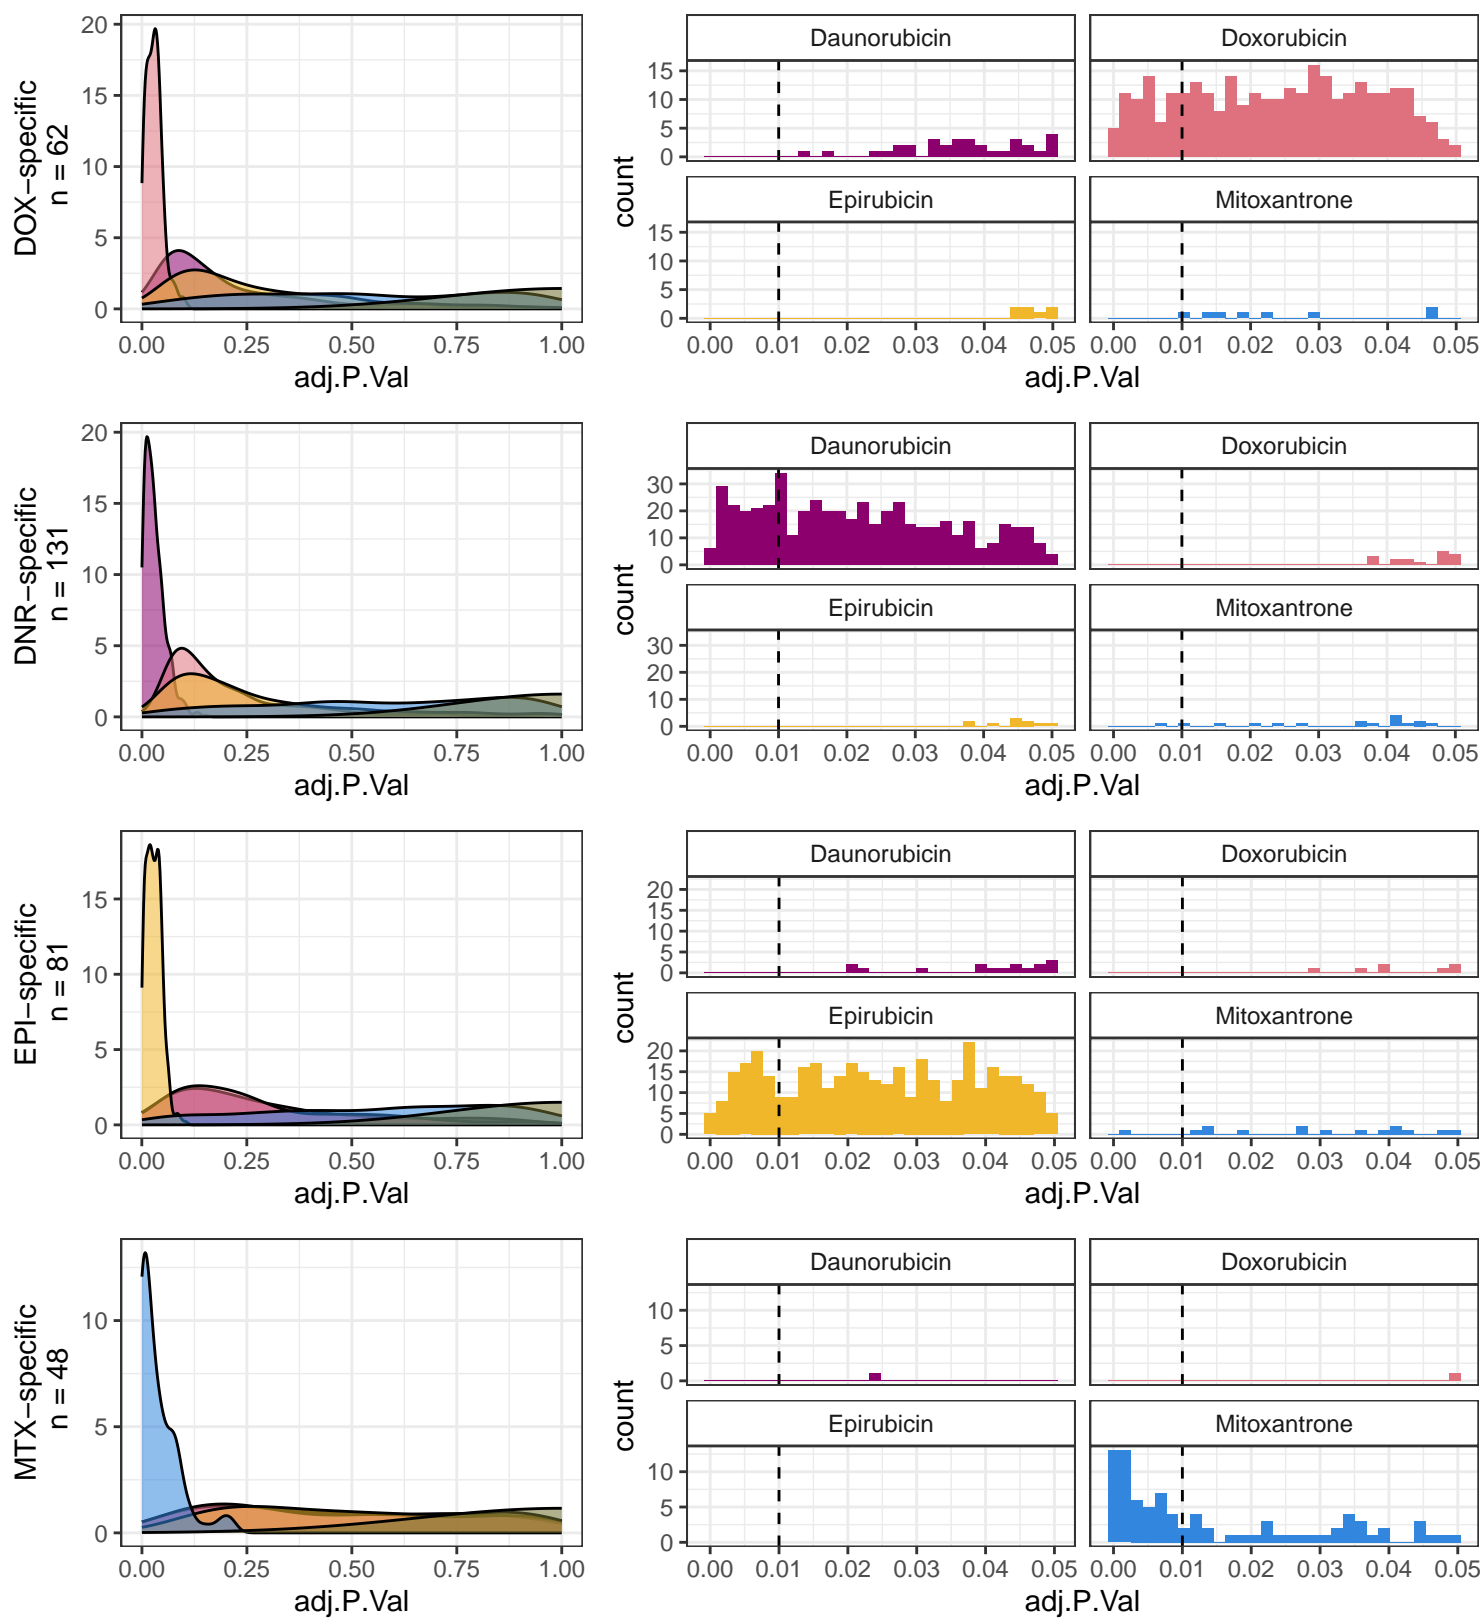 DOX−specific
n = 62
20
15
10
5
0
0.00 0.25 0.50 0.75 1.00
adj.P.Val
count
Daunorubicin Doxorubicin
15
10
5
0
Epirubicin Mitoxantrone
15
10
5
0
0.00 0.01 0.02 0.03 0.04 0.05 0.00 0.01 0.02 0.03 0.04 0.05
adj.P.Val
DNR−specific
n = 131
20
15
10
5
0
0.00 0.25 0.50 0.75 1.00
adj.P.Val
count
Daunorubicin Doxorubicin
30
20
10
0
Epirubicin Mitoxantrone
30
20
10
0
0.00 0.01 0.02 0.03 0.04 0.05 0.00 0.01 0.02 0.03 0.04 0.05
adj.P.Val
EPI−specific
n = 81
15
10
5
0
0.00 0.25 0.50 0.75 1.00
adj.P.Val
count
Daunorubicin Doxorubicin
20
15
10
5
0
Epirubicin Mitoxantrone
20
15
10
5
0
0.00 0.01 0.02 0.03 0.04 0.05 0.00 0.01 0.02 0.03 0.04 0.05
adj.P.Val
MTX−specific
n = 48
10
5
0
0.00 0.25 0.50 0.75 1.00
adj.P.Val
count
Daunorubicin Doxorubicin
10
5
0
Epirubicin Mitoxantrone
10
5
0
0.00 0.01 0.02 0.03 0.04 0.05 0.00 0.01 0.02 0.03 0.04 0.05
adj.P.Val